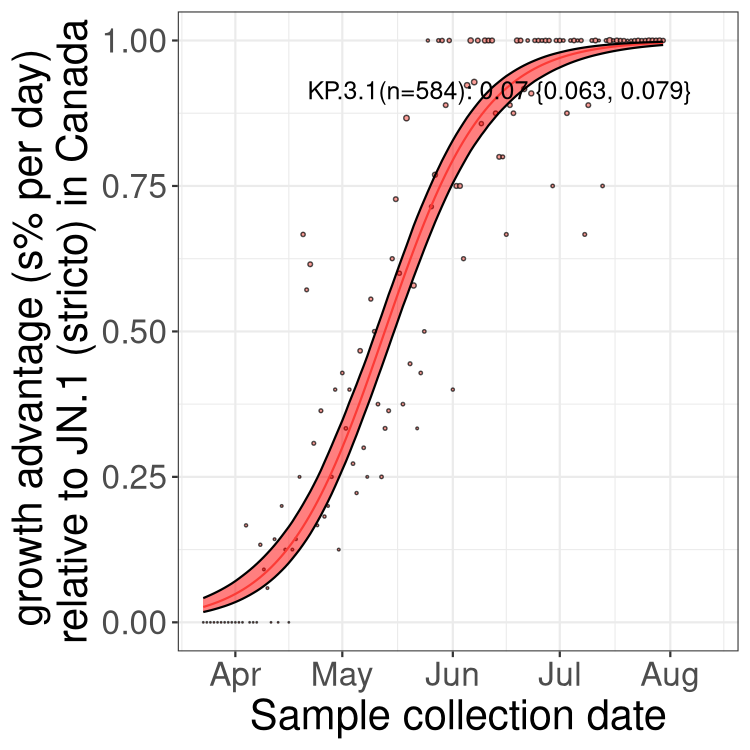 growth advantage (s% per day)
relative to JN.1 (stricto) in Canada
1.00
0.75
0.50
0.25
0.00
KP.3.1(n=584): 0.07 {0.063, 0.079}
Apr May Jun Jul Aug
Sample collection date